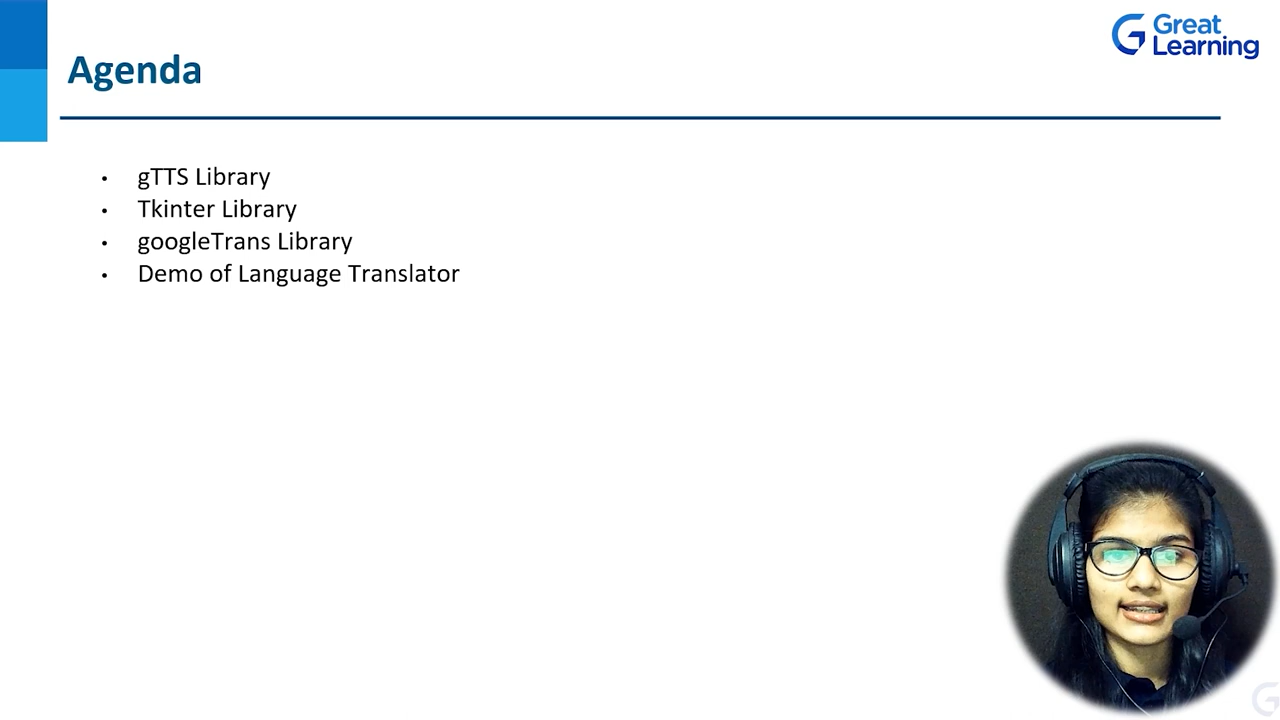 Great
Learning
Agenda
• gTTS Library
• Tkinter Library
• googleTrans Library
• Demo of Language Translator